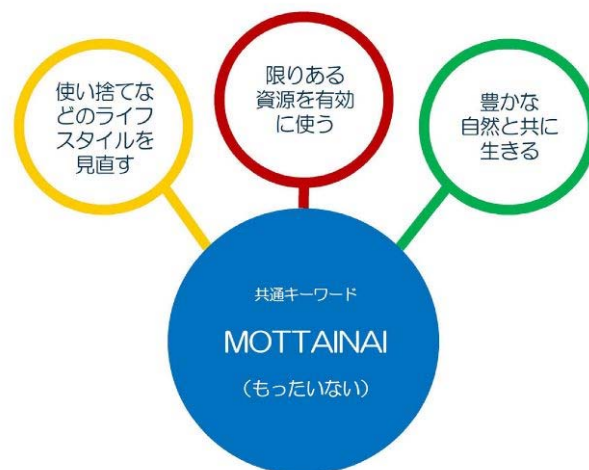 使い捨てな
どのライフ
スタイルを
見直す
限りある
資源を有効
に使う
豊かな
自然と共に
生きる
共通キーワード
MOTTAINAI
（もったいない）